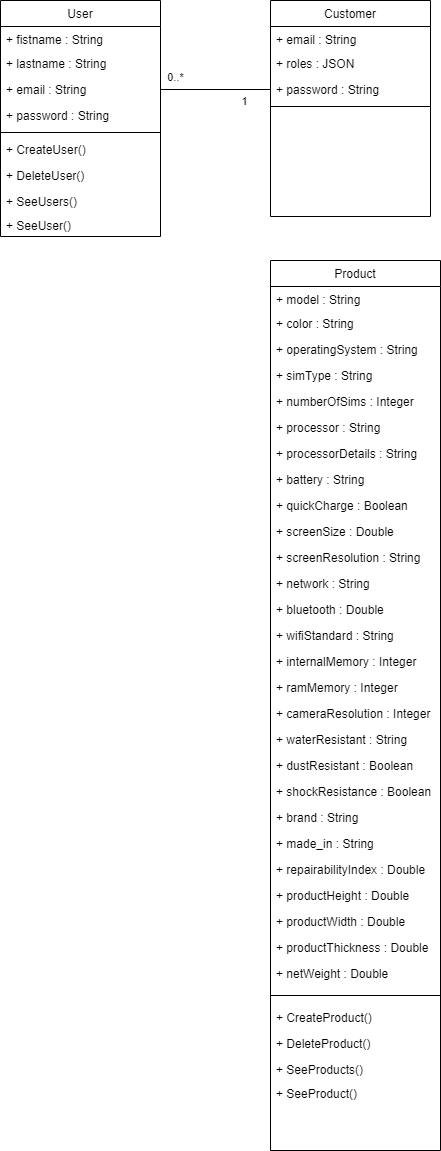 User
+ fistname : String
+ lastname : String
+ email : String
+ password : String
+ CreateUser()
+ DeleteUser()
+ SeeUsers()
+ SeeUser()
0..*
1
Customer
+ email : String
+ roles : JSON
+ password : String
Product
+ model : String
+ color : String
+ operatingSystem : String
+ simType : String
+ numberOfSims : Integer
+ processor : String
+ processorDetails : String
+ battery : String
+ quickCharge : Boolean
+ screenSize : Double
+ screenResolution : String
+ network : String
+ bluetooth : Double
+ wifiStandard : String
+ internalMemory : Integer
+ ramMemory : Integer
+ cameraResolution : Integer
+ waterResistant : String
+ dustResistant : Boolean
+ shockResistance : Boolean
+ brand : String
+ made_in : String
+ repairabilityIndex : Double
+ productHeight : Double
+ productWidth : Double
+ productThickness : Double
+ netWeight : Double
+ CreateProduct()
+ DeleteProduct()
+ SeeProducts()
+ SeeProduct()